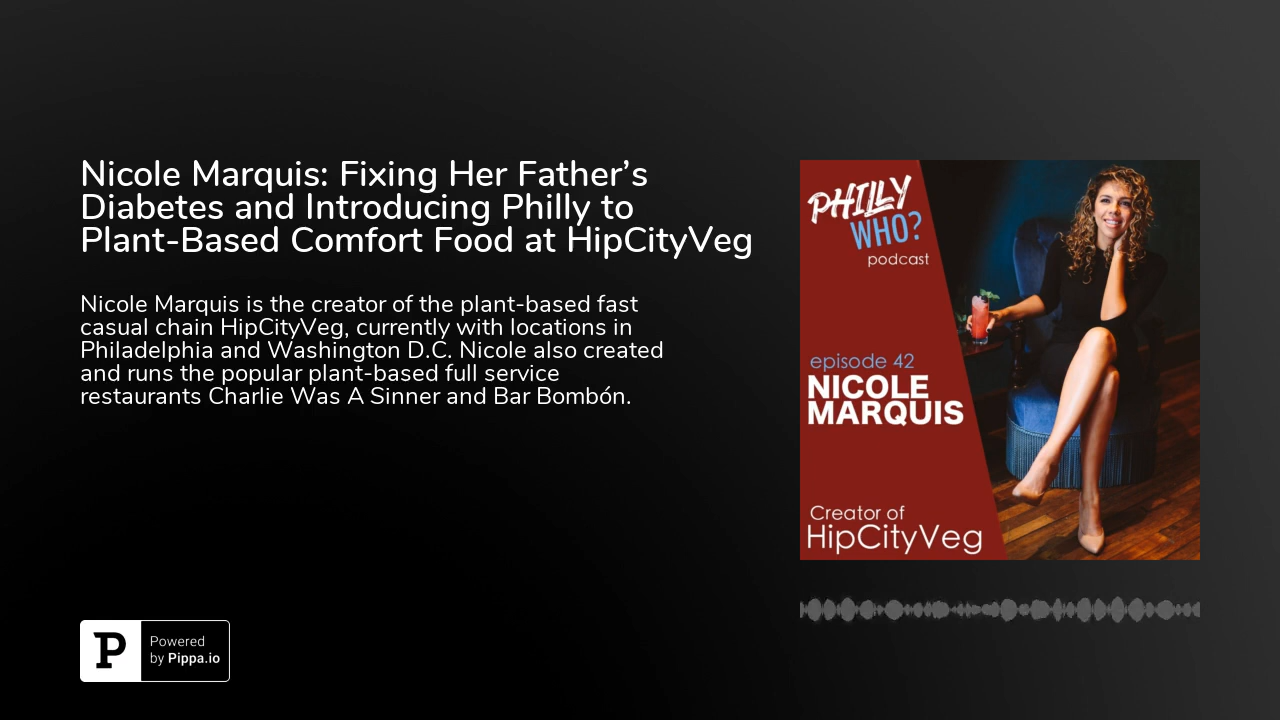 Nicole Marquis: Fixing Her Father’s
Diabetes and Introducing Philly to
Plant-Based Comfort Food at HipCityVeg
Nicole Marquis is the creator of the plant-based fast
casual chain HipCityVeg, currently with locations in
Philadelphia and Washington D.C. Nicole also created
and runs the popular plant-based full service
restaurants Charlie Was A Sinner and Bar Bombón.
PHILLY
WHO?
podcast
episode 42
NICOLE
MARQUIS
Creator of
HipCityVeg
P
Powered
by Pippa.io